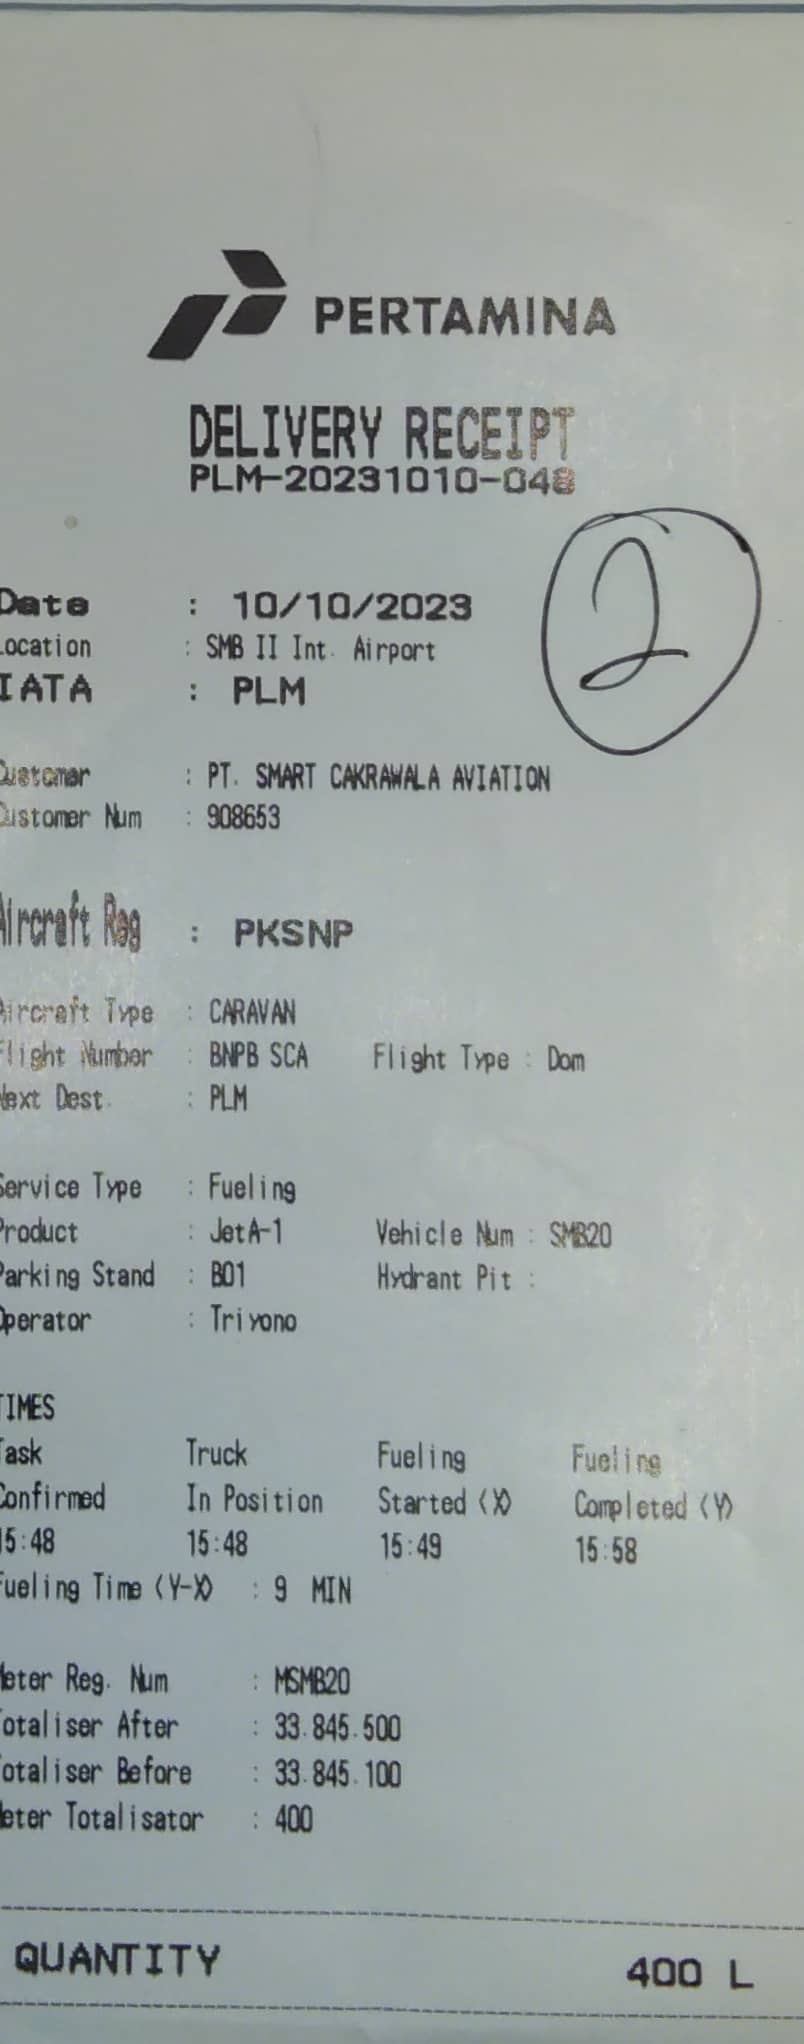 PERTAMINA
DELIVERY RECEIPT
PLM-20231010-048
2
Date : 10/10/2023
Location : SMB II Int. Airport
IATA : PLM
Customer : PT. SMART CAKRAWALA AVIATION
Customer Num : 908653
Aircraft Reg : PKSNP
Aircraft Type : CARAVAN
Flight Number : BNPB SCA Flight Type : Dom
Next Dest. : PLM
Service Type : Fueling
Product : JetA-1 Vehicle Num : SMB20
Parking Stand : B01 Hydrant Pit :
Operator : Triyono
TIMES
Task Truck Fueling Fueling
Confirmed In Position Started (X) Completed (Y)
15:48 15:48 15:49 15:58
Fueling Time (Y-X) : 9 MIN
Meter Reg. Num : MSMB20
Totaliser After : 33.845.500
Totaliser Before : 33.845.100
Meter Totalisator : 400
QUANTITY 400 L